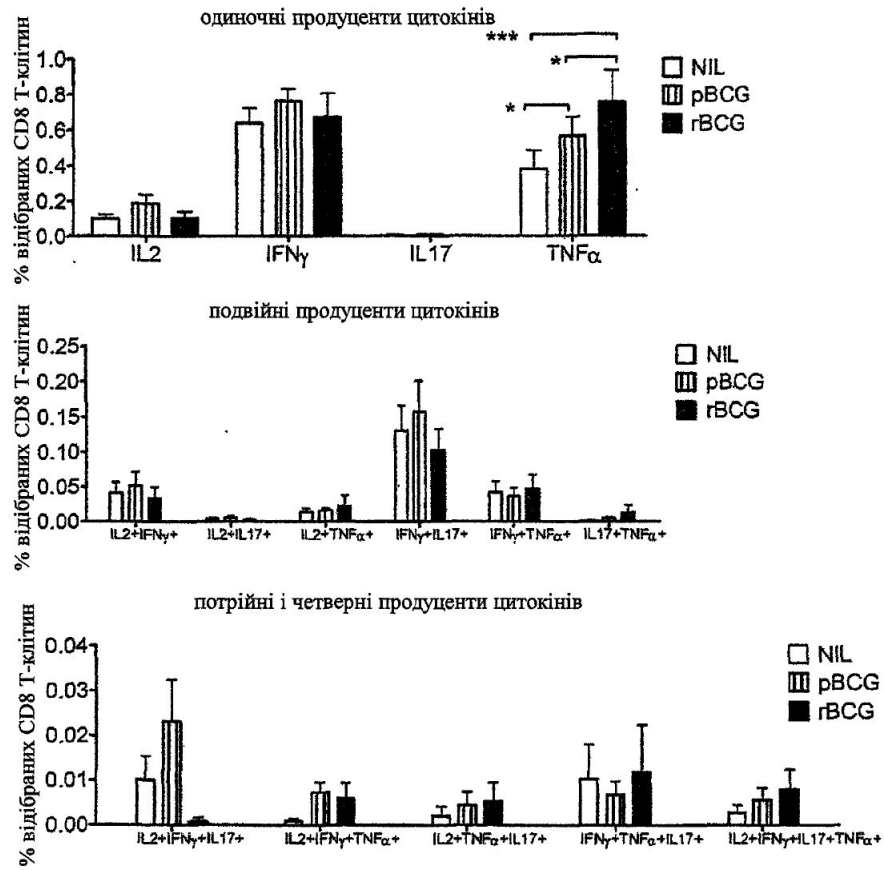 одиночні продуценти цитокінів
% відібраних CD8 Т-клітин
***
*
*
1.0
0.8
0.6
0.4
0.2
0.0
IL2 IFNγ IL17 TNFα
NIL
pBCG
rBCG
подвійні продуценти цитокінів
% відібраних CD8 Т-клітин
0.25
0.20
0.15
0.10
0.05
0.00
IL2+IFNγ+ IL2+IL17+ IL2+TNFα+ IFNγ+IL17+ IFNγ+TNFα+ IL17+TNFα+
NIL
pBCG
rBCG
потрійні і четверні продуценти цитокінів
% відібраних CD8 Т-клітин
0.04
0.03
0.02
0.01
0.00
IL2+IFNγ+IL17+ IL2+IFNγ+TNFα+ IL2+TNFα+IL17+ IFNγ+TNFα+IL17+ IL2+IFNγ+IL17+TNFα+
NIL
pBCG
rBCG